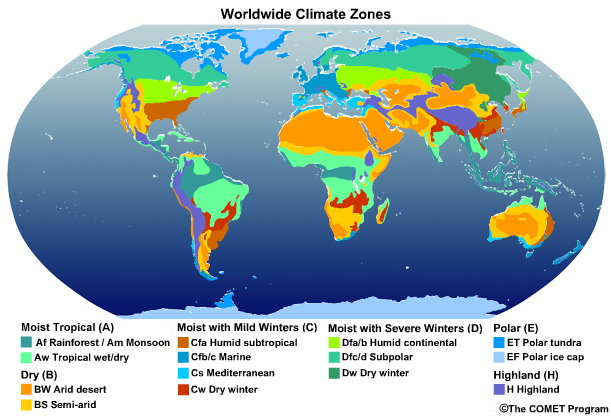 Worldwide Climate Zones
Moist Tropical (A)
Af Rainforest / Am Monsoon
Aw Tropical wet/dry
Dry (B)
BW Arid desert
BS Semi-arid
Moist with Mild Winters (C)
Cfa Humid subtropical
Cfb/c Marine
Cs Mediterranean
Cw Dry winter
Moist with Severe Winters (D)
Dfa/b Humid continental
Dfc/d Subpolar
Dw Dry winter
Polar (E)
ET Polar tundra
EF Polar ice cap
Highland (H)
H Highland
©The COMET Program